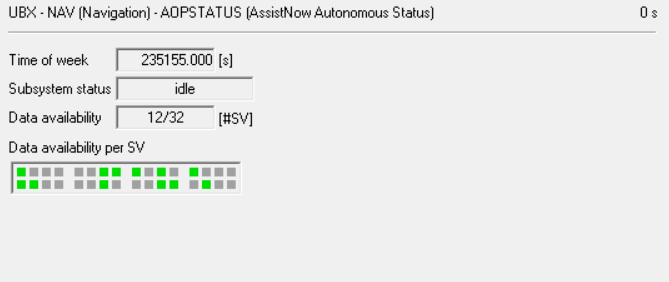 UBX - NAV (Navigation) - AOPSTATUS (AssistNow Autonomous Status) 0 s
Time of week 235155.000 [s]
Subsystem status idle
Data availability 12/32 [#SV]
Data availability per SV